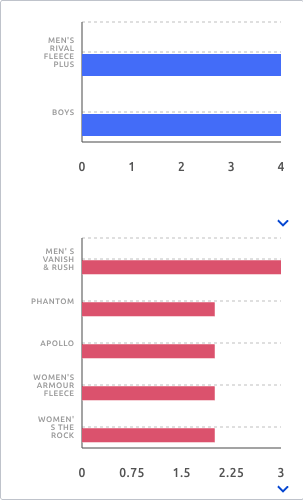 MEN'S
RIVAL
FLEECE
PLUS
BOYS
0 1 2 3 4
MEN' S
VANISH
& RUSH
PHANTOM
APOLLO
WOMEN'S
ARMOUR
FLEECE
WOMEN'
S THE
ROCK
0 0.75 1.5 2.25 3